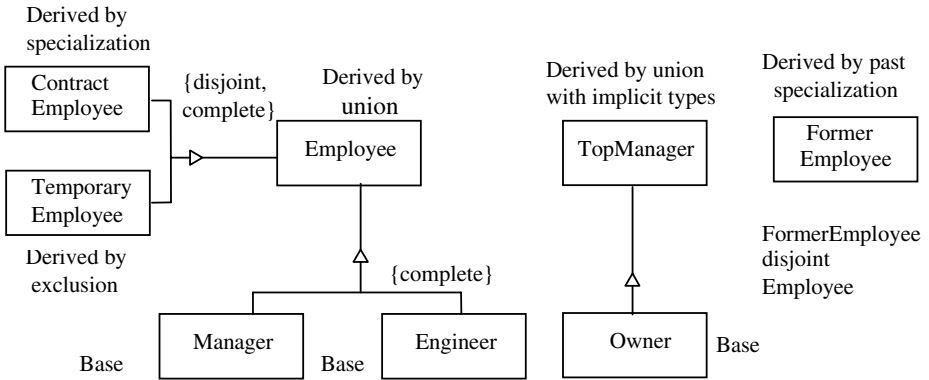 Derived by
specialization
Contract
Employee
{disjoint,
complete}
Temporary
Employee
Derived by
exclusion
Derived by
union
Employee
{complete}
Manager
Base
Engineer
Base
Derived by union
with implicit types
TopManager
Owner
Base
Derived by past
specialization
Former
Employee
FormerEmployee
disjoint
Employee